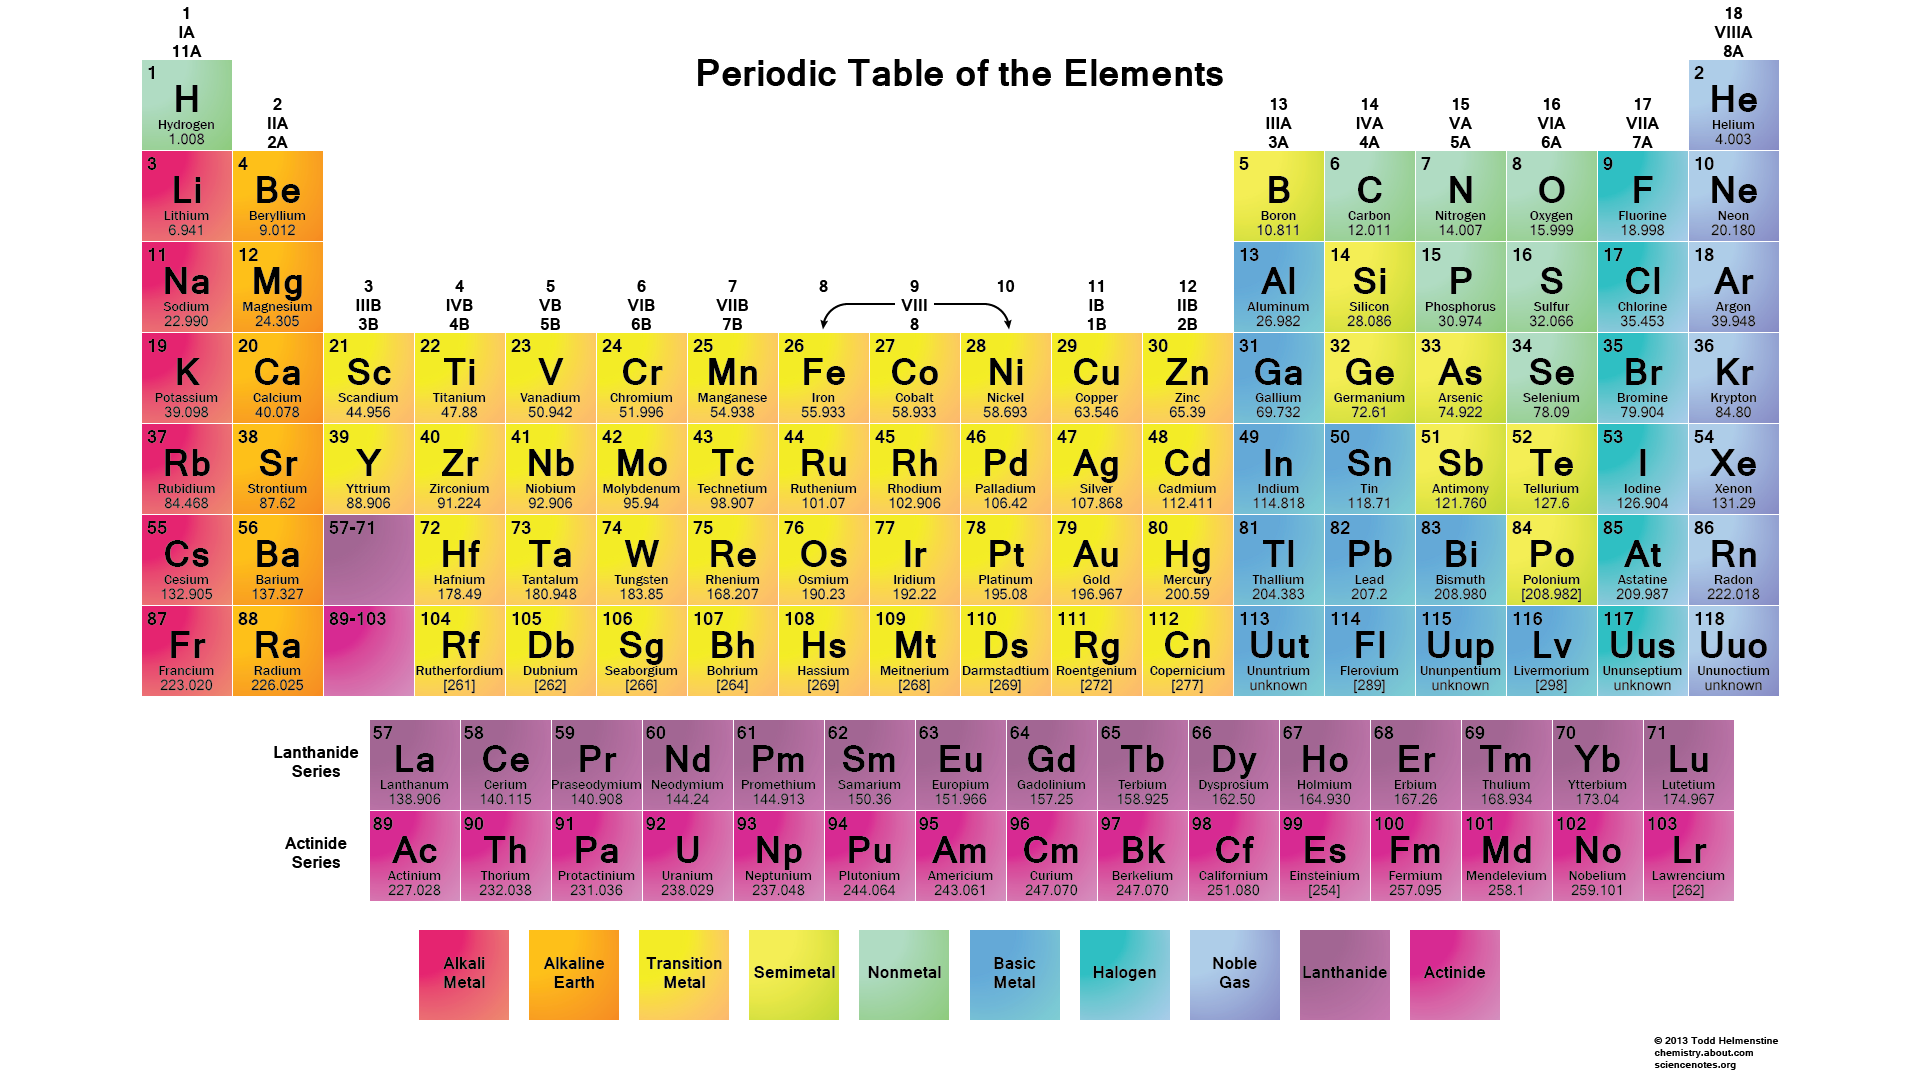 1
IA
11A
18
VIIIA
8A
Periodic Table of the Elements
1
H
Hydrogen
1.008
2
IIA
2A
13
IIIA
3A
14
IVA
4A
15
VA
5A
16
VIA
6A
17
VIIA
7A
2
He
Helium
4.003
3
Li
Lithium
6.941
4
Be
Beryllium
9.012
5
B
Boron
10.811
6
C
Carbon
12.011
7
N
Nitrogen
14.007
8
O
Oxygen
15.999
9
F
Fluorine
18.998
10
Ne
Neon
20.180
11
Na
Sodium
22.990
12
Mg
Magnesium
24.305
3
IIIB
3B
4
IVB
4B
5
VB
5B
6
VIB
6B
7
VIIB
7B
8
9
VIII
8
10
11
IB
1B
12
IIB
2B
13
Al
Aluminum
26.982
14
Si
Silicon
28.086
15
P
Phosphorus
30.974
16
S
Sulfur
32.066
17
Cl
Chlorine
35.453
18
Ar
Argon
39.948
19
K
Potassium
39.098
20
Ca
Calcium
40.078
21
Sc
Scandium
44.956
22
Ti
Titanium
47.88
23
V
Vanadium
50.942
24
Cr
Chromium
51.996
25
Mn
Manganese
54.938
26
Fe
Iron
55.933
27
Co
Cobalt
58.933
28
Ni
Nickel
58.693
29
Cu
Copper
63.546
30
Zn
Zinc
65.39
31
Ga
Gallium
69.732
32
Ge
Germanium
72.61
33
As
Arsenic
74.922
34
Se
Selenium
78.09
35
Br
Bromine
79.904
36
Kr
Krypton
84.80
37
Rb
Rubidium
84.468
38
Sr
Strontium
87.62
39
Y
Yttrium
88.906
40
Zr
Zirconium
91.224
41
Nb
Niobium
92.906
42
Mo
Molybdenum
95.94
43
Tc
Technetium
98.907
44
Ru
Ruthenium
101.07
45
Rh
Rhodium
102.906
46
Pd
Palladium
106.42
47
Ag
Silver
107.868
48
Cd
Cadmium
112.411
49
In
Indium
114.818
50
Sn
Tin
118.71
51
Sb
Antimony
121.760
52
Te
Tellurium
127.6
53
I
Iodine
126.904
54
Xe
Xenon
131.29
55
Cs
Cesium
132.905
56
Ba
Barium
137.327
57-71
72
Hf
Hafnium
178.49
73
Ta
Tantalum
180.948
74
W
Tungsten
183.85
75
Re
Rhenium
168.207
76
Os
Osmium
190.23
77
Ir
Iridium
192.22
78
Pt
Platinum
195.08
79
Au
Gold
196.967
80
Hg
Mercury
200.59
81
Tl
Thallium
204.383
82
Pb
Lead
207.2
83
Bi
Bismuth
208.980
84
Po
Polonium
[208.982]
85
At
Astatine
209.987
86
Rn
Radon
222.018
87
Fr
Francium
223.020
88
Ra
Radium
226.025
89-103
104
Rf
Rutherfordium
[261]
105
Db
Dubnium
[262]
106
Sg
Seaborgium
[266]
107
Bh
Bohrium
[264]
108
Hs
Hassium
[269]
109
Mt
Meitnerium
[268]
110
Ds
Darmstadtium
[269]
111
Rg
Roentgenium
[272]
112
Cn
Copernicium
[277]
113
Uut
Ununtrium
unknown
114
Fl
Flerovium
[289]
115
Uup
Ununpentium
unknown
116
Lv
Livermorium
[298]
117
Uus
Ununseptium
unknown
118
Uuo
Ununoctium
unknown
Lanthanide
Series
57
La
Lanthanum
138.906
58
Ce
Cerium
140.115
59
Pr
Praseodymium
140.908
60
Nd
Neodymium
144.24
61
Pm
Promethium
144.913
62
Sm
Samarium
150.36
63
Eu
Europium
151.966
64
Gd
Gadolinium
157.25
65
Tb
Terbium
158.925
66
Dy
Dysprosium
162.50
67
Ho
Holmium
164.930
68
Er
Erbium
167.26
69
Tm
Thulium
168.934
70
Yb
Ytterbium
173.04
71
Lu
Lutetium
174.967
Actinide
Series
89
Ac
Actinium
227.028
90
Th
Thorium
232.038
91
Pa
Protactinium
231.036
92
U
Uranium
238.029
93
Np
Neptunium
237.048
94
Pu
Plutonium
244.064
95
Am
Americium
243.061
96
Cm
Curium
247.070
97
Bk
Berkelium
247.070
98
Cf
Californium
251.080
99
Es
Einsteinium
[254]
100
Fm
Fermium
257.095
101
Md
Mendelevium
258.1
102
No
Nobelium
259.101
103
Lr
Lawrencium
[262]
Alkali
Metal
Alkaline
Earth
Transition
Metal
Semimetal
Nonmetal
Basic
Metal
Halogen
Noble
Gas
Lanthanide
Actinide
© 2013 Todd Helmenstine
chemistry.about.com
sciencenotes.org